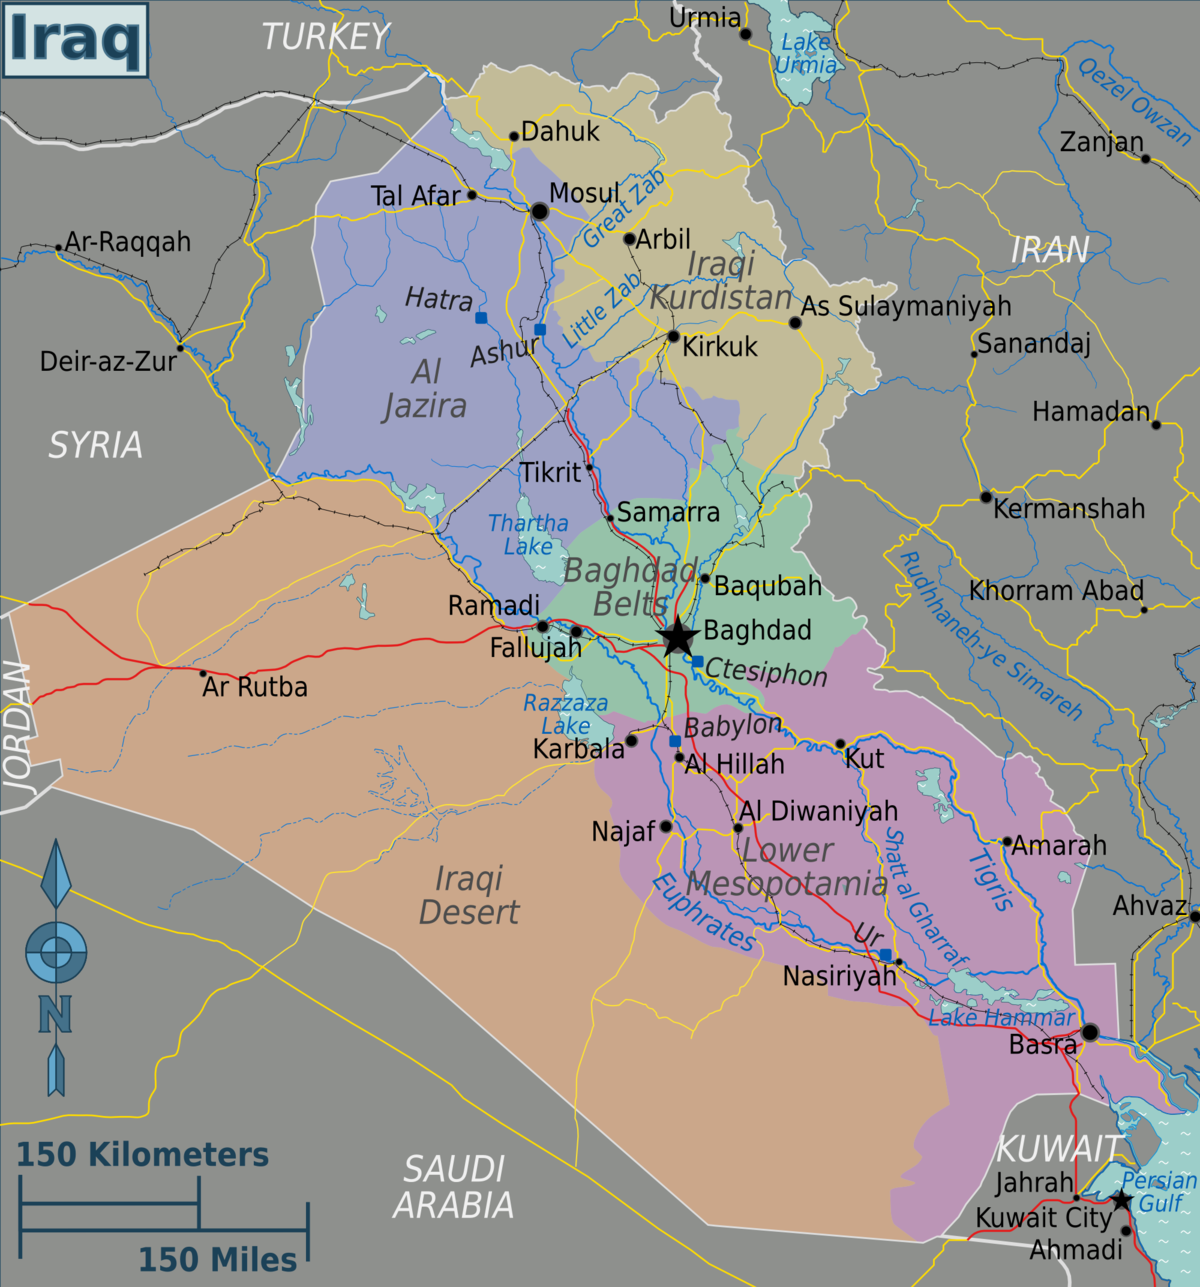 Iraq
TURKEY
Urmia
Lake
Urmia
Qezel Owzan
Zanjan
Dahuk
Tal Afar
Mosul
Great Zab
Arbil
Ar-Raqqah
IRAN
Iraqi
Kurdistan
Hatra
Little Zab
As Sulaymaniyah
Ashur
Kirkuk
Sanandaj
Deir-az-Zur
Al
Jazira
Hamadan
SYRIA
Tikrit
Samarra
Kermanshah
Thartha
Lake
Baghdad
Belts
Baqubah
Rudhhaneh-ye Simareh
Khorram Abad
Ramadi
Fallujah
Baghdad
Ctesiphon
Ar Rutba
JORDAN
Razzaza
Lake
Babylon
Karbala
Al Hillah
Kut
Najaf
Al Diwaniyah
Lower
Mesopotamia
Shatt al Gharraf
Amarah
Tigris
Iraqi
Desert
Euphrates
Ahvaz
Ur
Nasiriyah
N
Lake Hammar
Basra
150 Kilometers
150 Miles
SAUDI
ARABIA
KUWAIT
Jahrah
Persian
Gulf
Kuwait City
Ahmadi